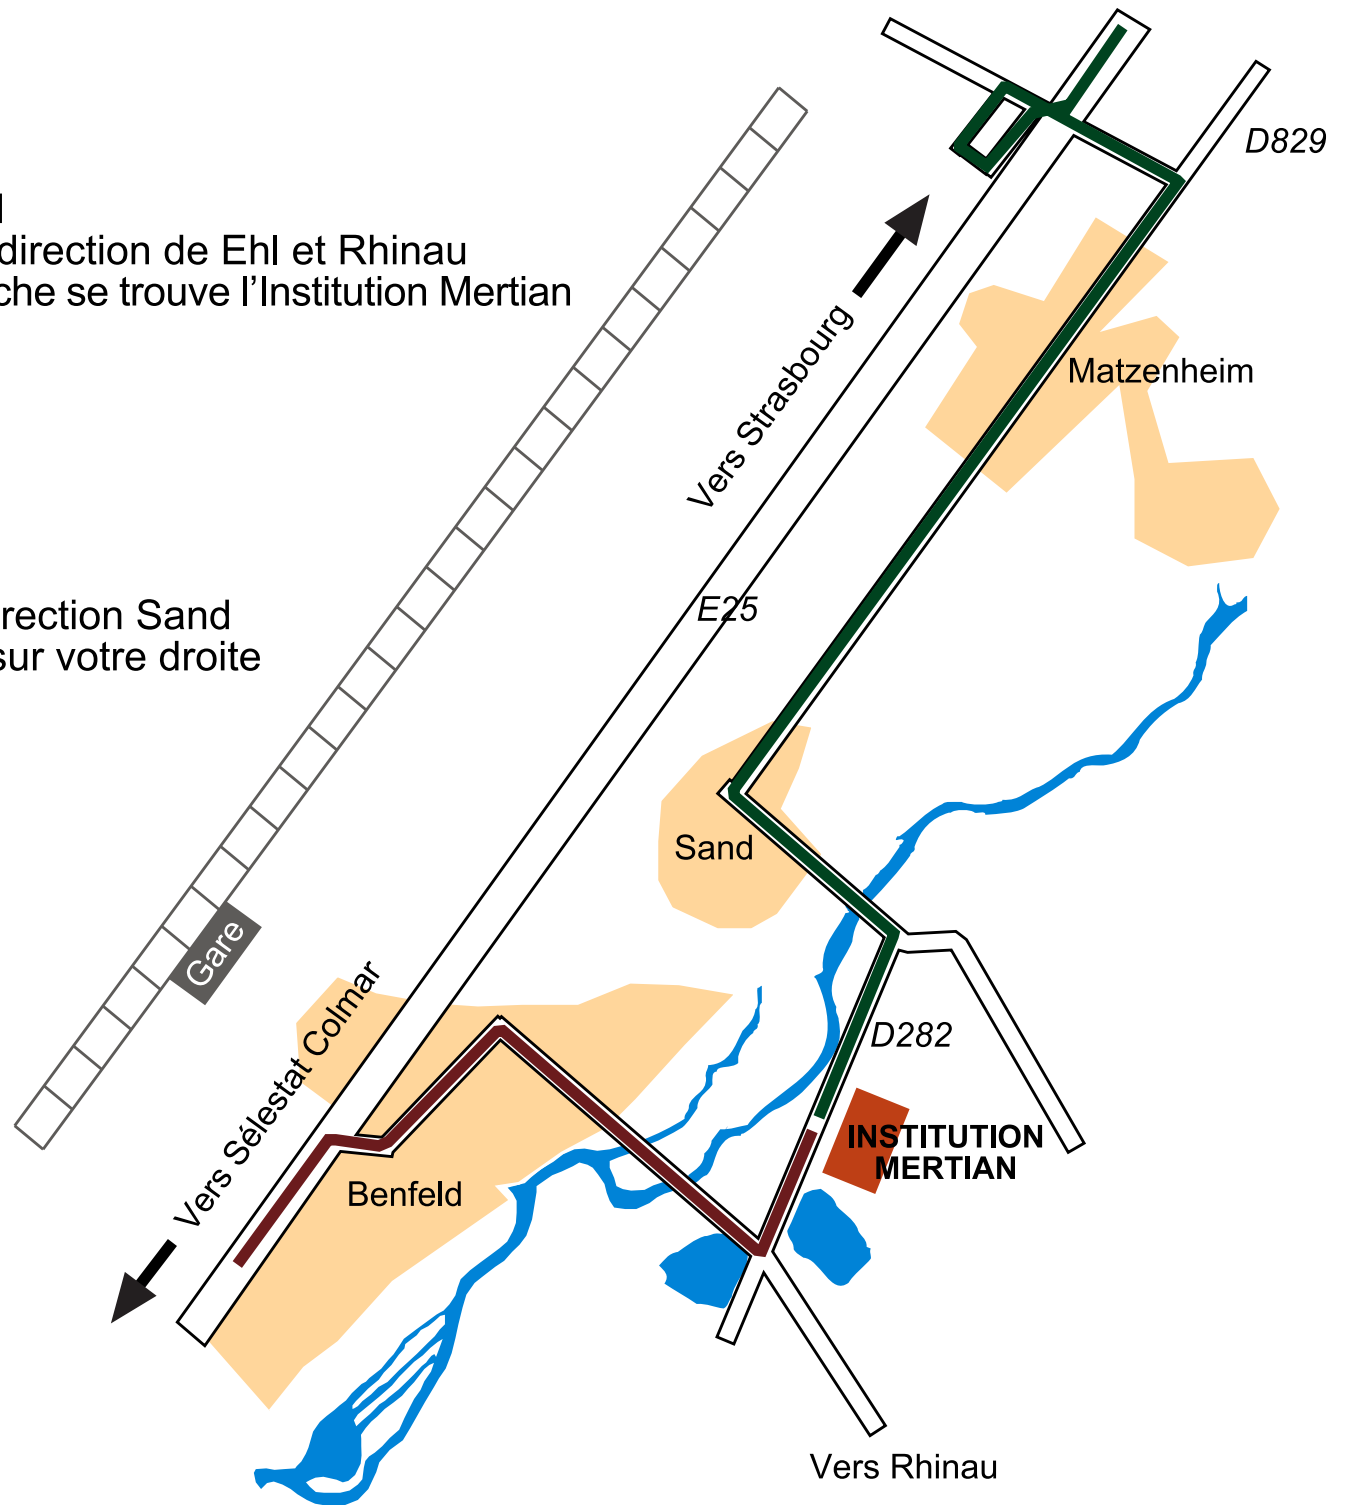 D829
direction de Ehl et Rhinau
che se trouve l'Institution Mertian
Vers Strasbourg
Matzenheim
E25
rection Sand
sur votre droite
Sand
Gare
Vers Sélestat Colmar
D282
INSTITUTION
MERTIAN
Benfeld
Vers Rhinau